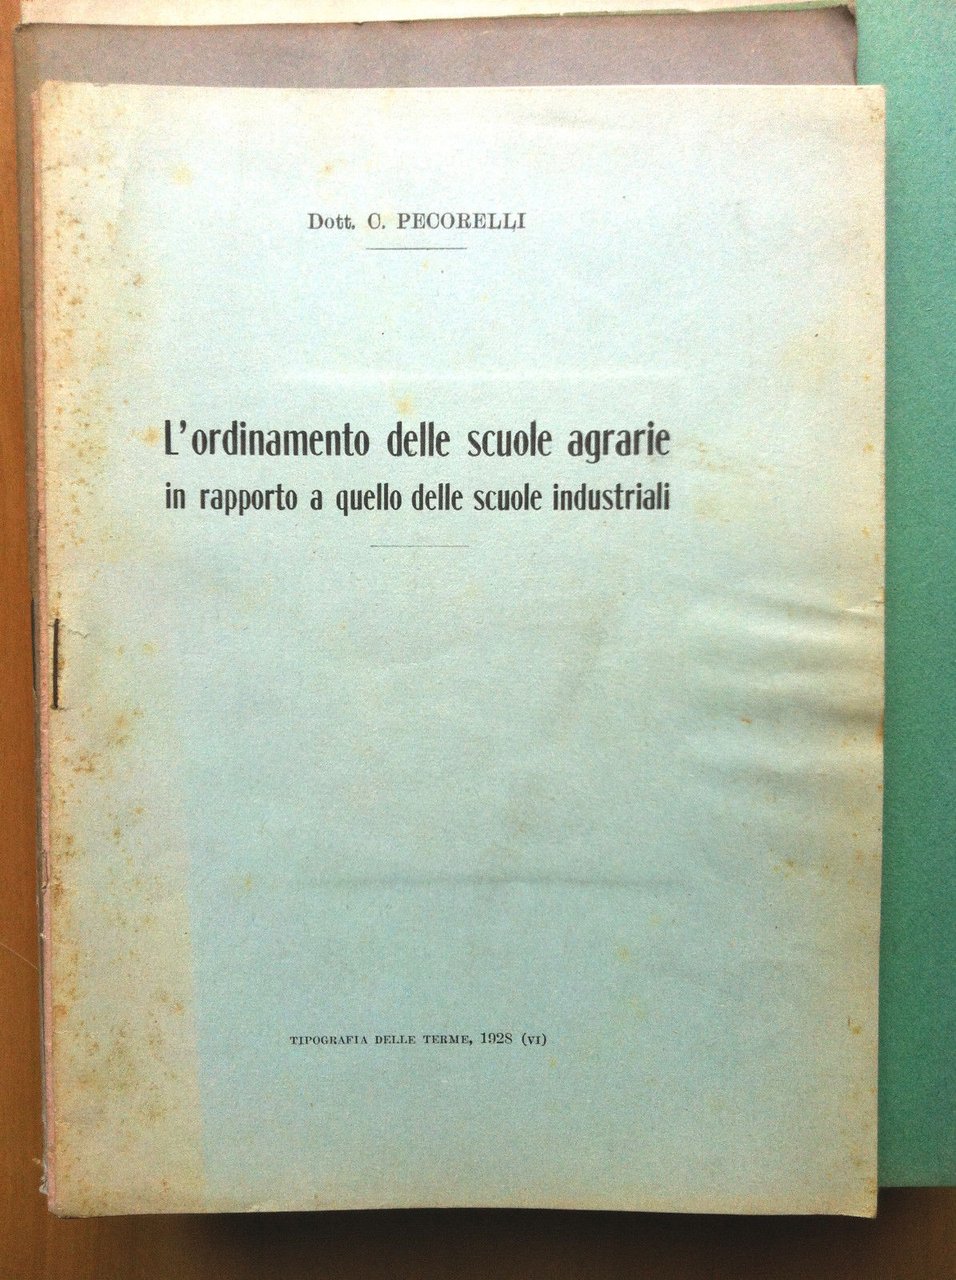 Dott. C. PECORELLI
L'ordinamento delle scuole agrarie
in rapporto a quello delle scuole industriali
TIPOGRAFIA DELLE TERME, 1928 (VI)